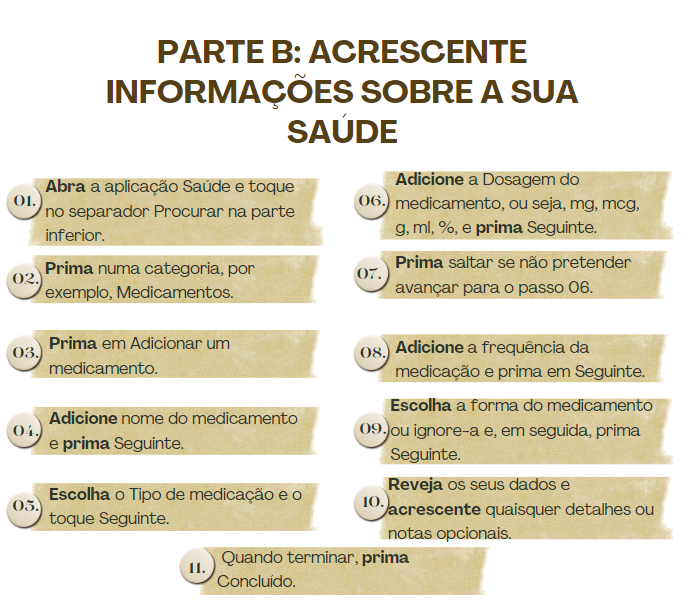 PARTE B: ACRESCENTE
INFORMAÇÕES SOBRE A SUA
SAÚDE
01.
Abra a aplicação Saúde e toque
no separador Procurar na parte
inferior.
02.
Prima numa categoria, por
exemplo, Medicamentos.
03.
Prima em Adicionar um
medicamento.
04.
Adicione nome do medicamento
e prima Seguinte.
05.
Escolha o Tipo de medicação e o
toque Seguinte.
06.
Adicione a Dosagem do
medicamento, ou seja, mg, mcg,
g, ml, %, e prima Seguinte.
07.
Prima saltar se não pretender
avançar para o passo 06.
08.
Adicione a frequência da
medicação e prima em Seguinte.
09.
Escolha a forma do medicamento
ou ignore-a e, em seguida, prima
Seguinte.
10.
Reveja os seus dados e
acrescente quaisquer detalhes ou
notas opcionais.
11.
Quando terminar, prima
Concluído.